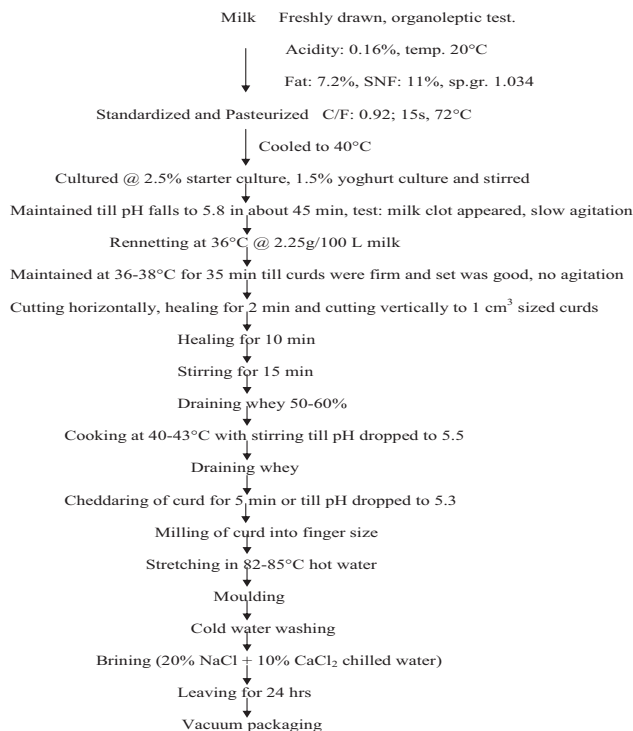 Milk Freshly drawn, organoleptic test.
Acidity: 0.16%, temp. 20°C
Fat: 7.2%, SNF: 11%, sp.gr. 1.034
Standardized and Pasteurized C/F: 0.92; 15s, 72°C
Cooled to 40°C
Cultured @ 2.5% starter culture, 1.5% yoghurt culture and stirred
Maintained till pH falls to 5.8 in about 45 min, test: milk clot appeared, slow agitation
Rennetting at 36°C @ 2.25g/100 L milk
Maintained at 36-38°C for 35 min till curds were firm and set was good, no agitation
Cutting horizontally, healing for 2 min and cutting vertically to 1 cm³ sized curds
Healing for 10 min
Stirring for 15 min
Draining whey 50-60%
Cooking at 40-43°C with stirring till pH dropped to 5.5
Draining whey
Cheddaring of curd for 5 min or till pH dropped to 5.3
Milling of curd into finger size
Stretching in 82-85°C hot water
Moulding
Cold water washing
Brining (20% NaCl + 10% CaCl₂ chilled water)
Leaving for 24 hrs
Vacuum packaging